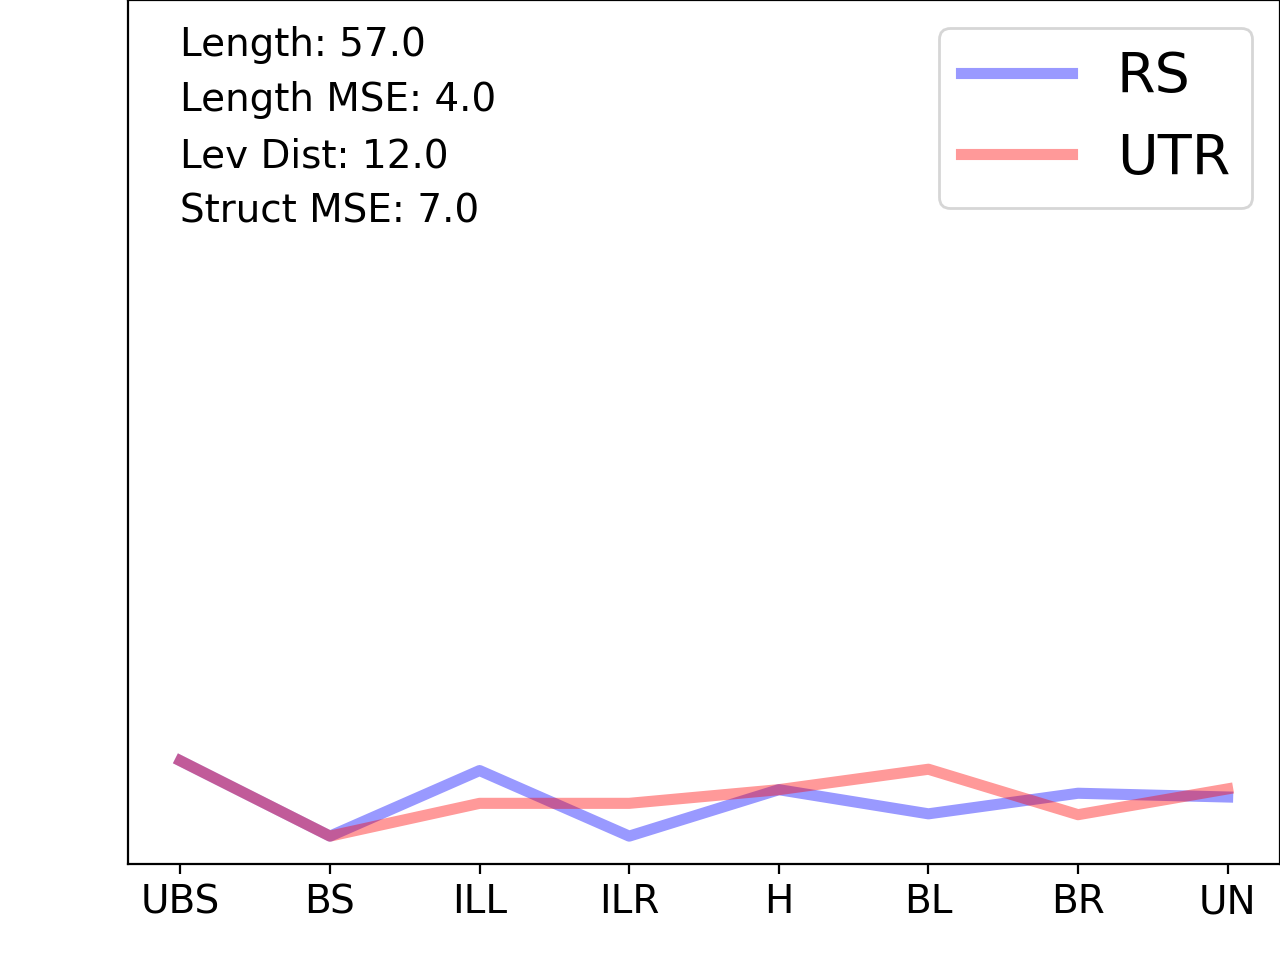 Length: 57.0
Length MSE: 4.0
Lev Dist: 12.0
Struct MSE: 7.0
RS
UTR
UBS BS ILL ILR H BL BR UN